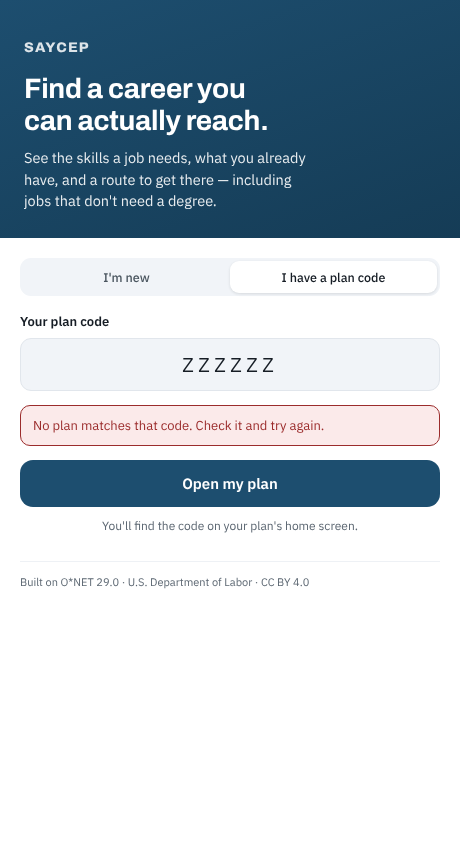 SAYCEP
Find a career you
can actually reach.
See the skills a job needs, what you already
have, and a route to get there — including
jobs that don't need a degree.
I'm new
I have a plan code
Your plan code
ZZZZZZ
No plan matches that code. Check it and try again.
Open my plan
You'll find the code on your plan's home screen.
Built on O*NET 29.0 · U.S. Department of Labor · CC BY 4.0